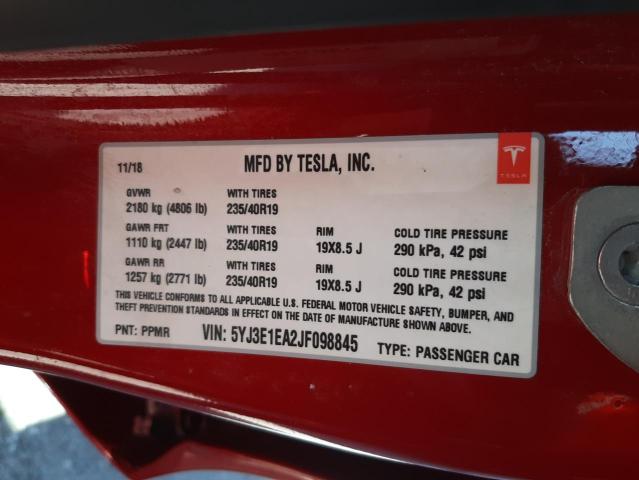 11/18 MFD BY TESLA, INC.
TESLA
GVWR WITH TIRES
2180 kg (4806 lb) 235/40R19
GAWR FRT WITH TIRES RIM COLD TIRE PRESSURE
1110 kg (2447 lb) 235/40R19 19X8.5 J 290 kPa, 42 psi
GAWR RR WITH TIRES RIM COLD TIRE PRESSURE
1257 kg (2771 lb) 235/40R19 19X8.5 J 290 kPa, 42 psi
THIS VEHICLE CONFORMS TO ALL APPLICABLE U.S. FEDERAL MOTOR VEHICLE SAFETY, BUMPER, AND
THEFT PREVENTION STANDARDS IN EFFECT ON THE DATE OF MANUFACTURE SHOWN ABOVE.
PNT: PPMR VIN: 5YJ3E1EA2JF098845 TYPE: PASSENGER CAR